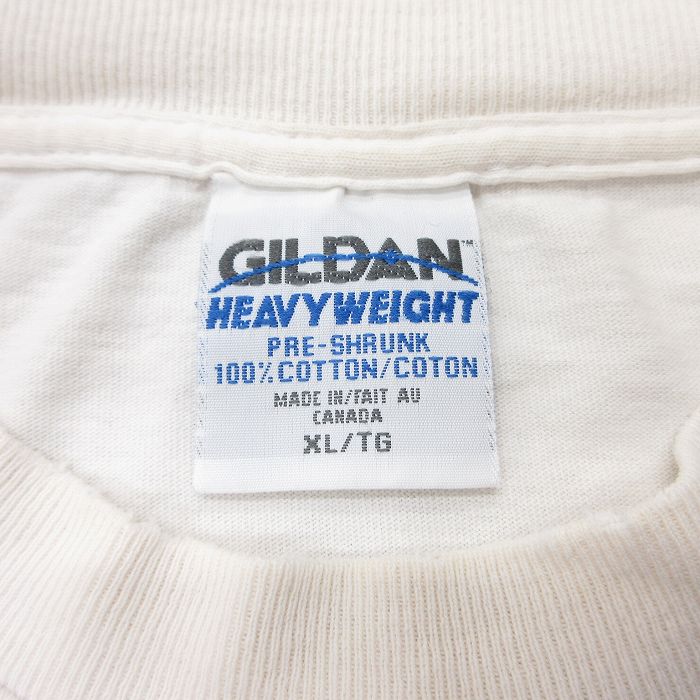 GILDAN™
HEAVYWEIGHT
PRE-SHRUNK
100% COTTON/COTON
MADE IN/FAIT AU
CANADA
XL/TG